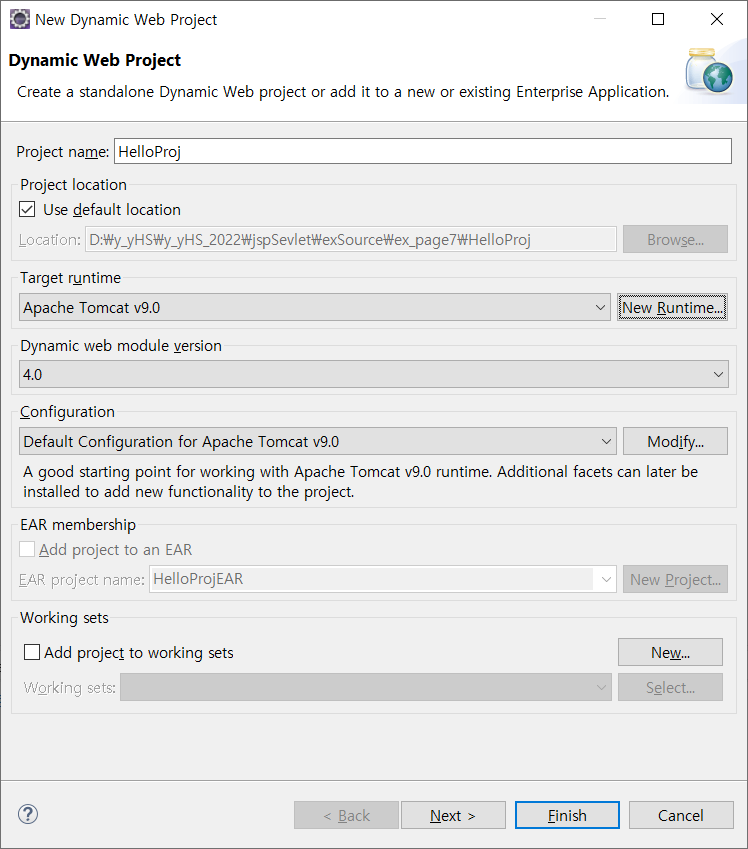 New Dynamic Web Project
Dynamic Web Project
Create a standalone Dynamic Web project or add it to a new or existing Enterprise Application.
Project name: HelloProj
Project location
Use default location
Location: D:₩y_yHS₩y_yHS_2022₩jspSevlet₩exSource₩ex_page7₩HelloProj Browse...
Target runtime
Apache Tomcat v9.0 New Runtime...
Dynamic web module version
4.0
Configuration
Default Configuration for Apache Tomcat v9.0 Modify...
A good starting point for working with Apache Tomcat v9.0 runtime. Additional facets can later be
installed to add new functionality to the project.
EAR membership
Add project to an EAR
EAR project name: HelloProjEAR New Project...
Working sets
Add project to working sets New...
Working sets: Select...
? < Back Next > Finish Cancel